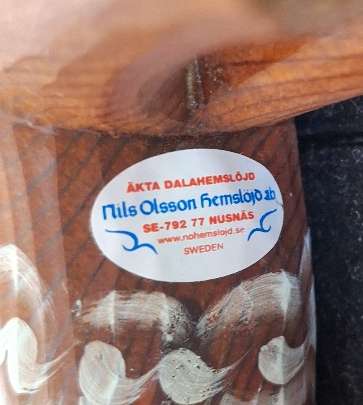 ÄKTA DALAHEMSLÖJD
Nils Olsson hemslöjd ab
SE-792 77 NUSNÄS
www.nohemslojd.se
SWEDEN